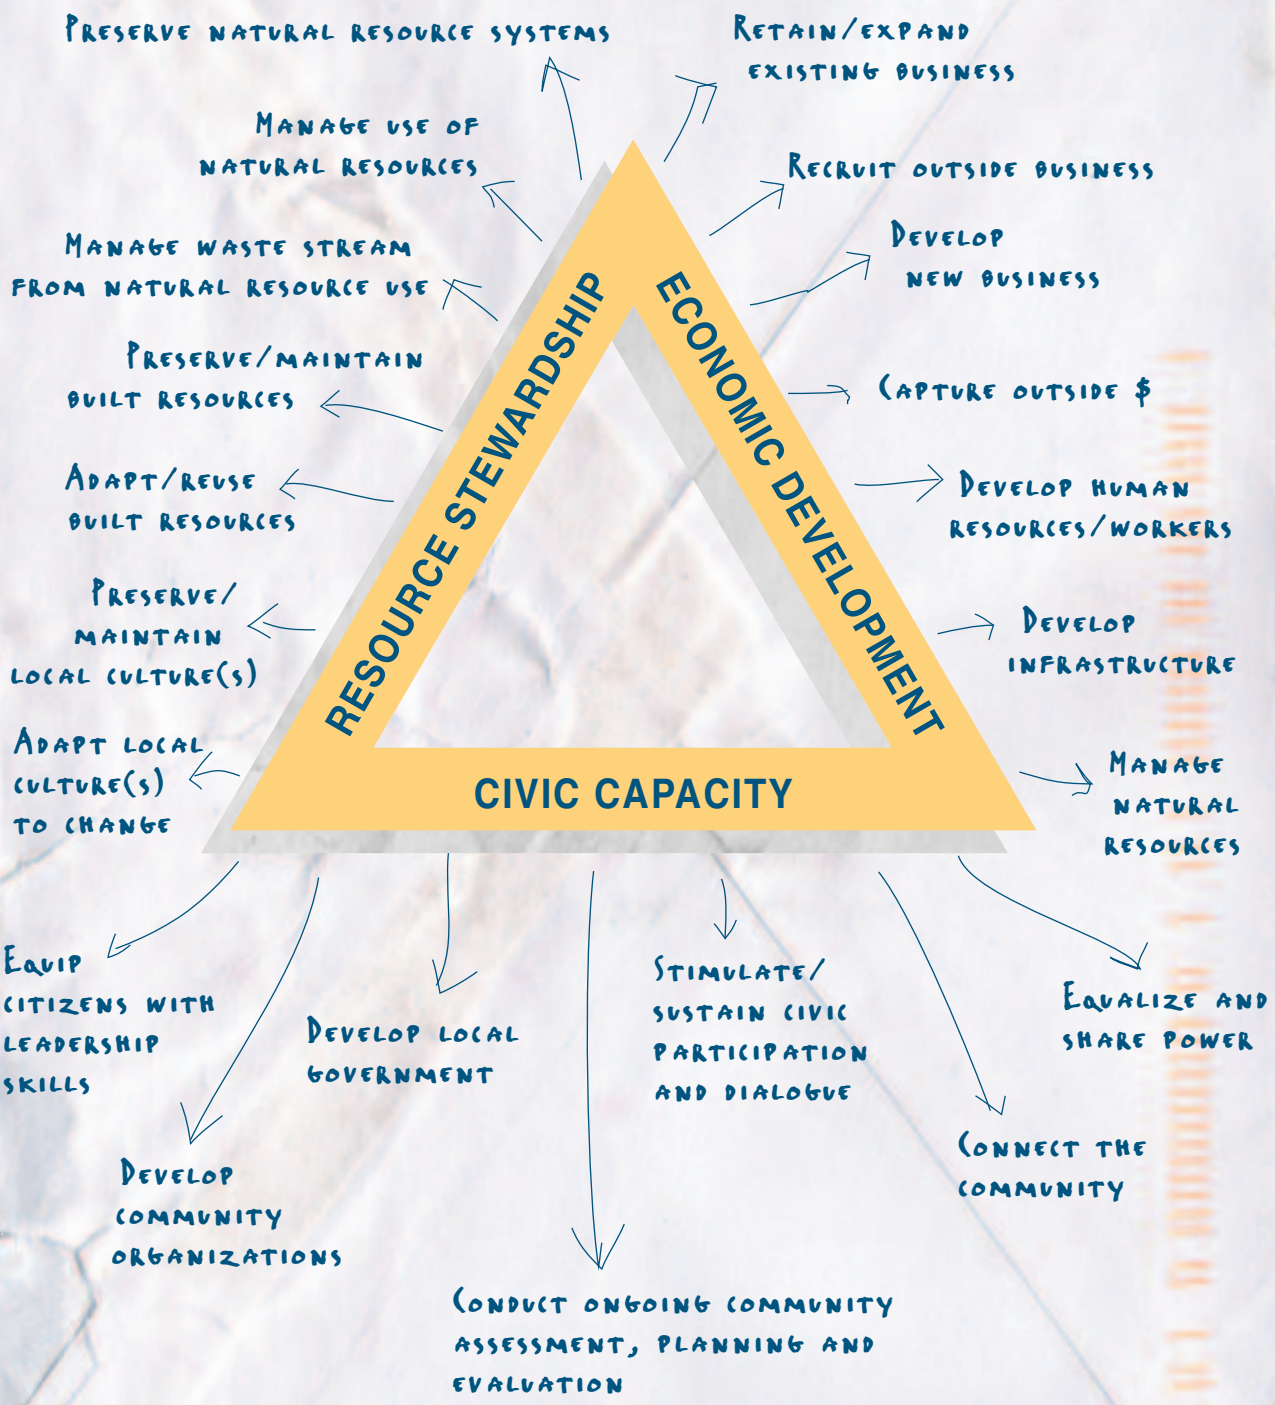 PRESERVE NATURAL RESOURCE SYSTEMS
MANAGE USE OF
NATURAL RESOURCES
MANAGE WASTE STREAM
FROM NATURAL RESOURCE USE
PRESERVE/MAINTAIN
BUILT RESOURCES
ADAPT/REUSE
BUILT RESOURCES
PRESERVE/
MAINTAIN
LOCAL CULTURE(S)
ADAPT LOCAL
CULTURE(S)
TO CHANGE
RESOURCE STEWARDSHIP
RETAIN/EXPAND
EXISTING BUSINESS
RECRUIT OUTSIDE BUSINESS
DEVELOP
NEW BUSINESS
CAPTURE OUTSIDE $
DEVELOP HUMAN
RESOURCES/WORKERS
DEVELOP
INFRASTRUCTURE
MANAGE
NATURAL
RESOURCES
ECONOMIC DEVELOPMENT
CIVIC CAPACITY
EQUIP
CITIZENS WITH
LEADERSHIP
SKILLS
DEVELOP
COMMUNITY
ORGANIZATIONS
DEVELOP LOCAL
GOVERNMENT
CONDUCT ONGOING COMMUNITY
ASSESSMENT, PLANNING AND
EVALUATION
STIMULATE/
SUSTAIN CIVIC
PARTICIPATION
AND DIALOGUE
CONNECT THE
COMMUNITY
EQUALIZE AND
SHARE POWER